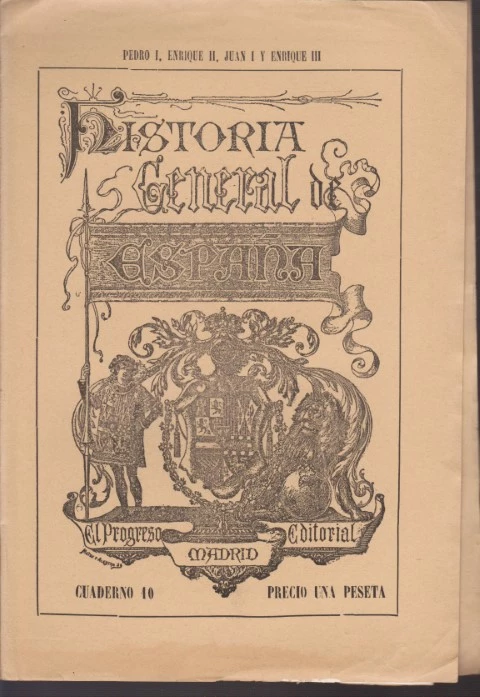 PEDRO I, ENRIQUE II, JUAN I Y ENRIQUE III
HISTORIA
General de
ESPAÑA
El Progreso Editorial
MADRID
CUADERNO 10 PRECIO UNA PESETA